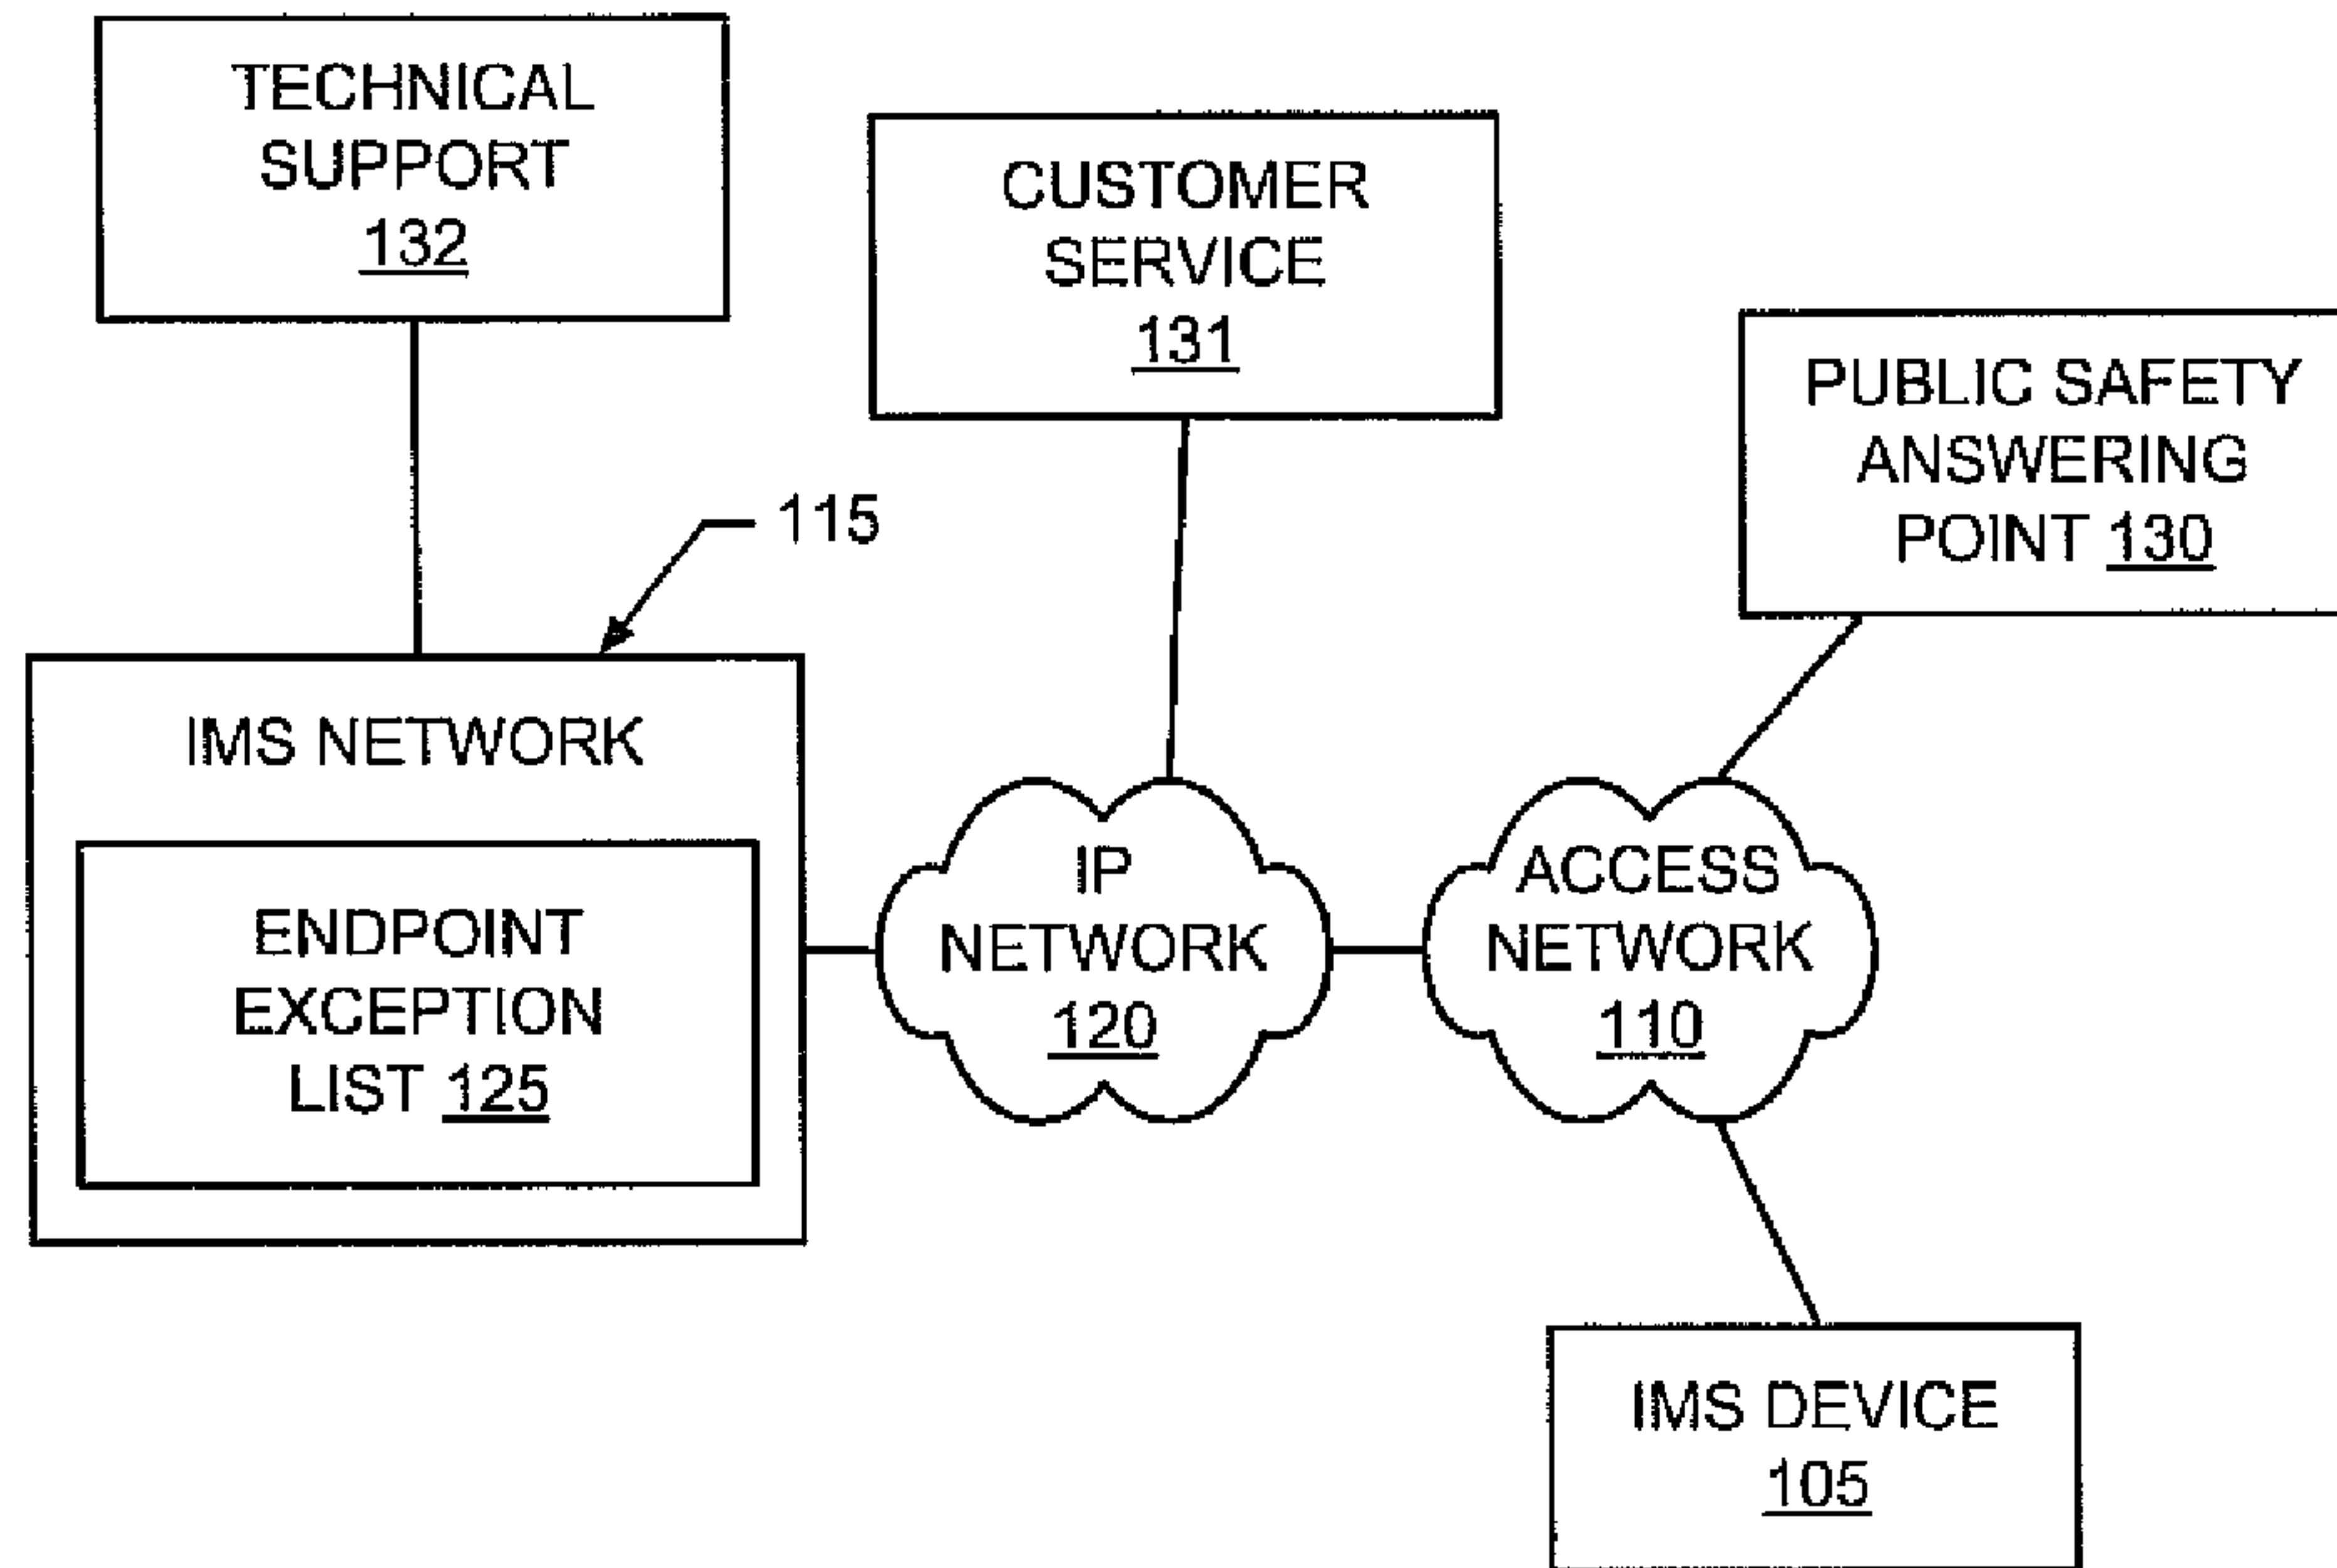 TECHNICAL
SUPPORT
132
CUSTOMER
SERVICE
131
PUBLIC SAFETY
ANSWERING
POINT 130
115
IMS NETWORK
ENDPOINT
EXCEPTION
LIST 125
IP
NETWORK
120
ACCESS
NETWORK
110
IMS DEVICE
105